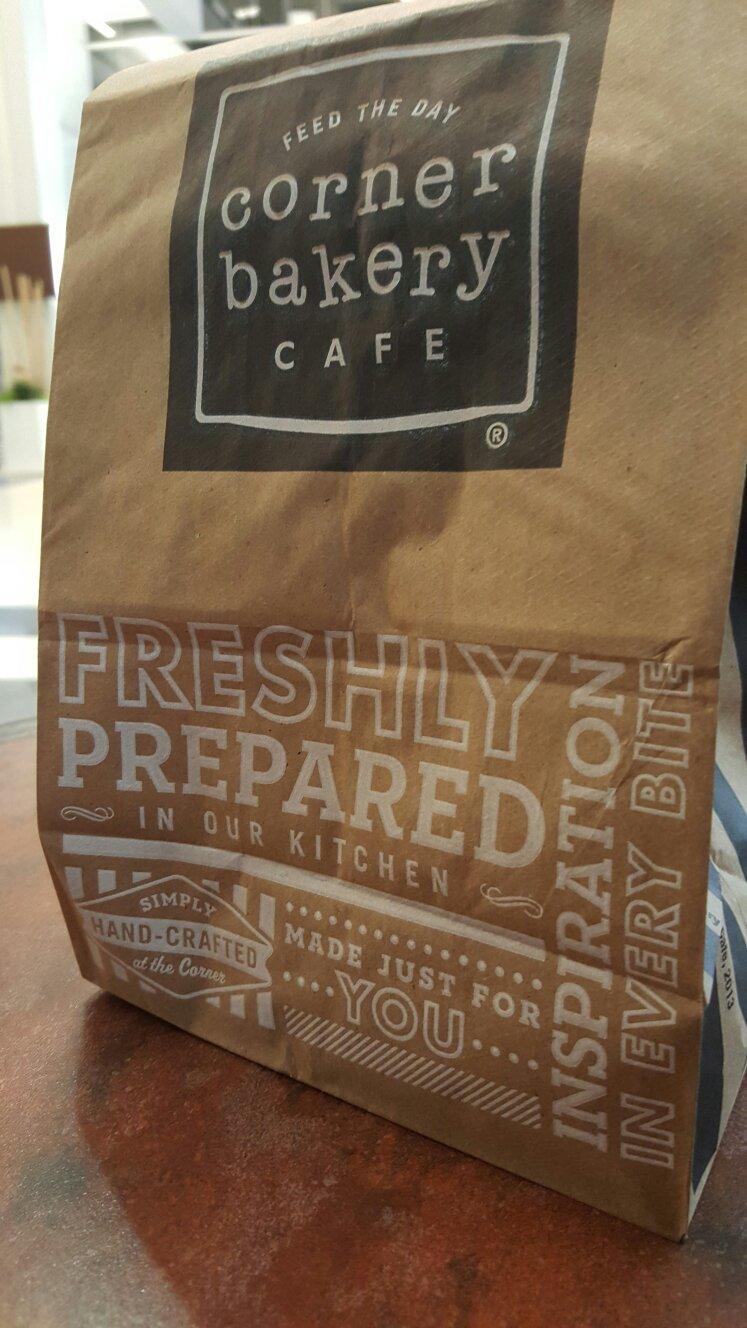 FEED THE DAY
corner
bakery
CAFE
®
FRESHLY
PREPARED
IN OUR KITCHEN
SIMPLY
HAND-CRAFTED
at the Corner
MADE JUST FOR
YOU
INSPIRATION
IN EVERY BITE
2013